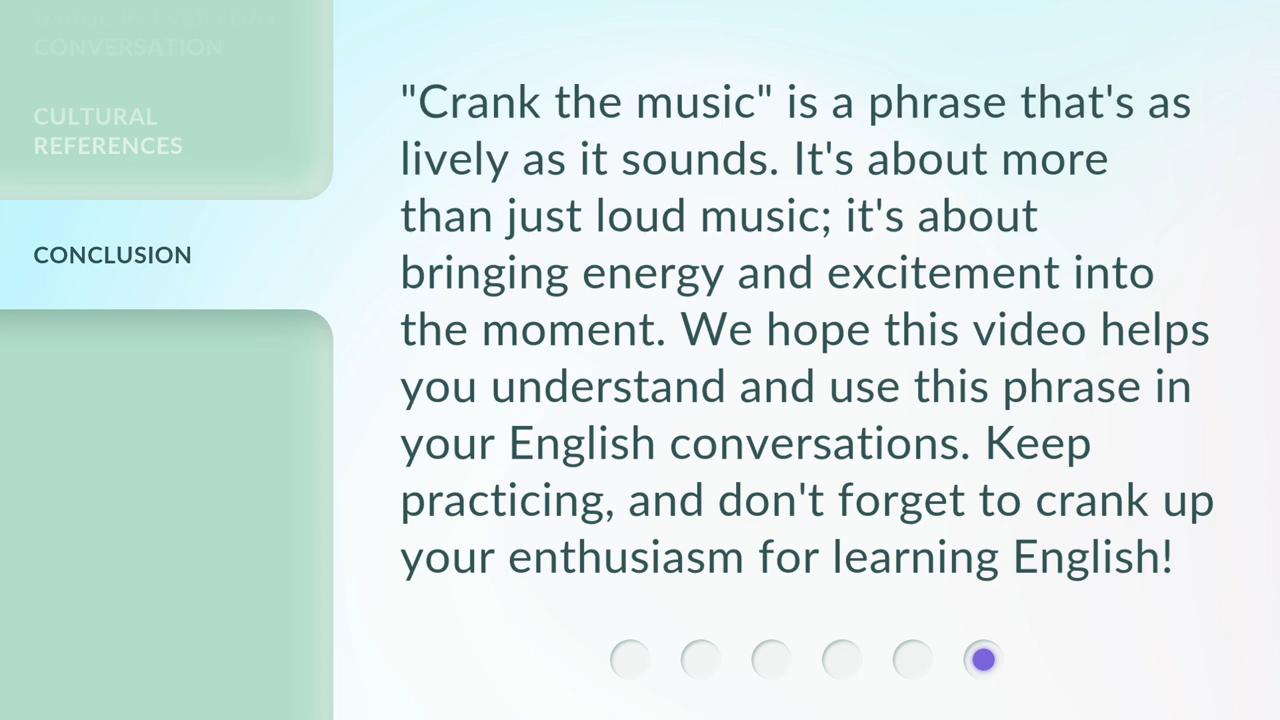 CONVERSATION
CULTURAL
REFERENCES
CONCLUSION
"Crank the music" is a phrase that's as
lively as it sounds. It's about more
than just loud music; it's about
bringing energy and excitement into
the moment. We hope this video helps
you understand and use this phrase in
your English conversations. Keep
practicing, and don't forget to crank up
your enthusiasm for learning English!